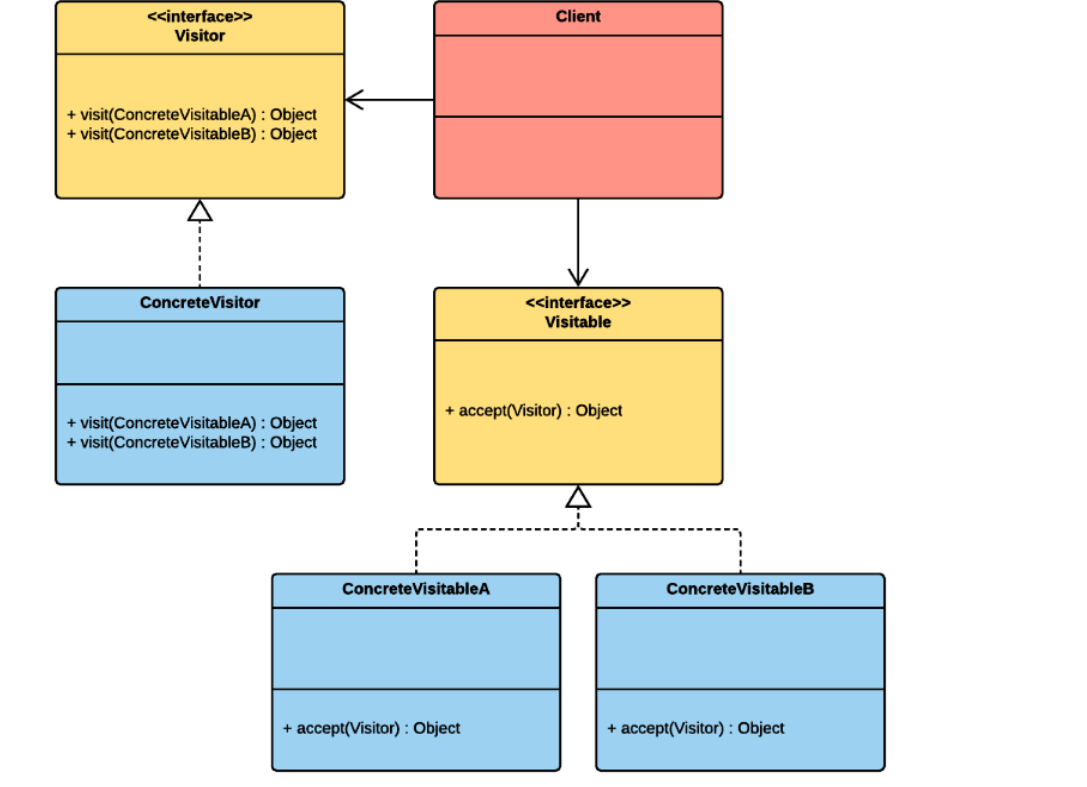 <<interface>>
Visitor
+ visit(ConcreteVisitableA) : Object
+ visit(ConcreteVisitableB) : Object
Client
ConcreteVisitor
+ visit(ConcreteVisitableA) : Object
+ visit(ConcreteVisitableB) : Object
<<interface>>
Visitable
+ accept(Visitor) : Object
ConcreteVisitableA
+ accept(Visitor) : Object
ConcreteVisitableB
+ accept(Visitor) : Object